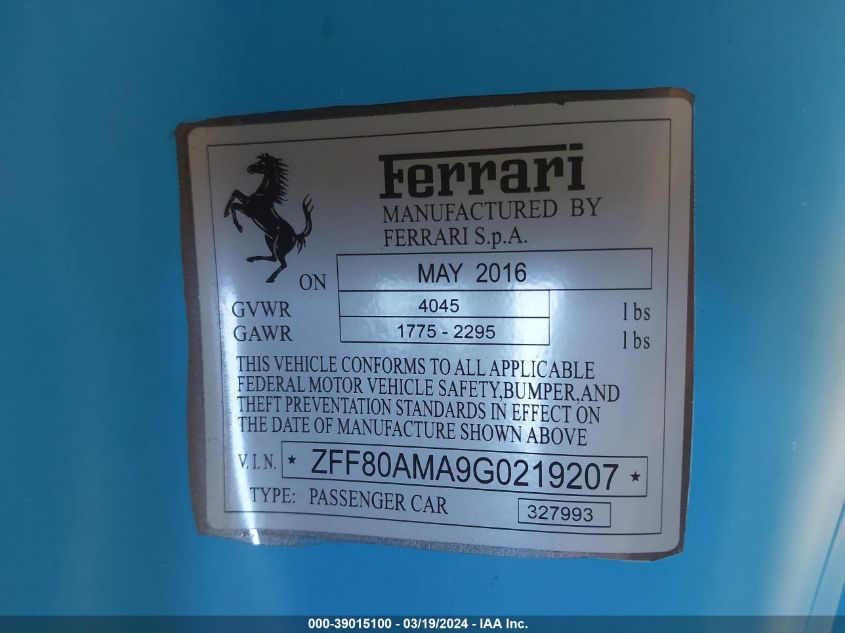 Ferrari
MANUFACTURED BY
FERRARI S.p.A.
ON MAY 2016
GVWR 4045 lbs
GAWR 1775 - 2295 lbs
THIS VEHICLE CONFORMS TO ALL APPLICABLE
FEDERAL MOTOR VEHICLE SAFETY,BUMPER,AND
THEFT PREVENTATION STANDARDS IN EFFECT ON
THE DATE OF MANUFACTURE SHOWN ABOVE
V.I.N. * ZFF80AMA9G0219207 *
TYPE: PASSENGER CAR 327993
000-39015100 - 03/19/2024 - IAA Inc.